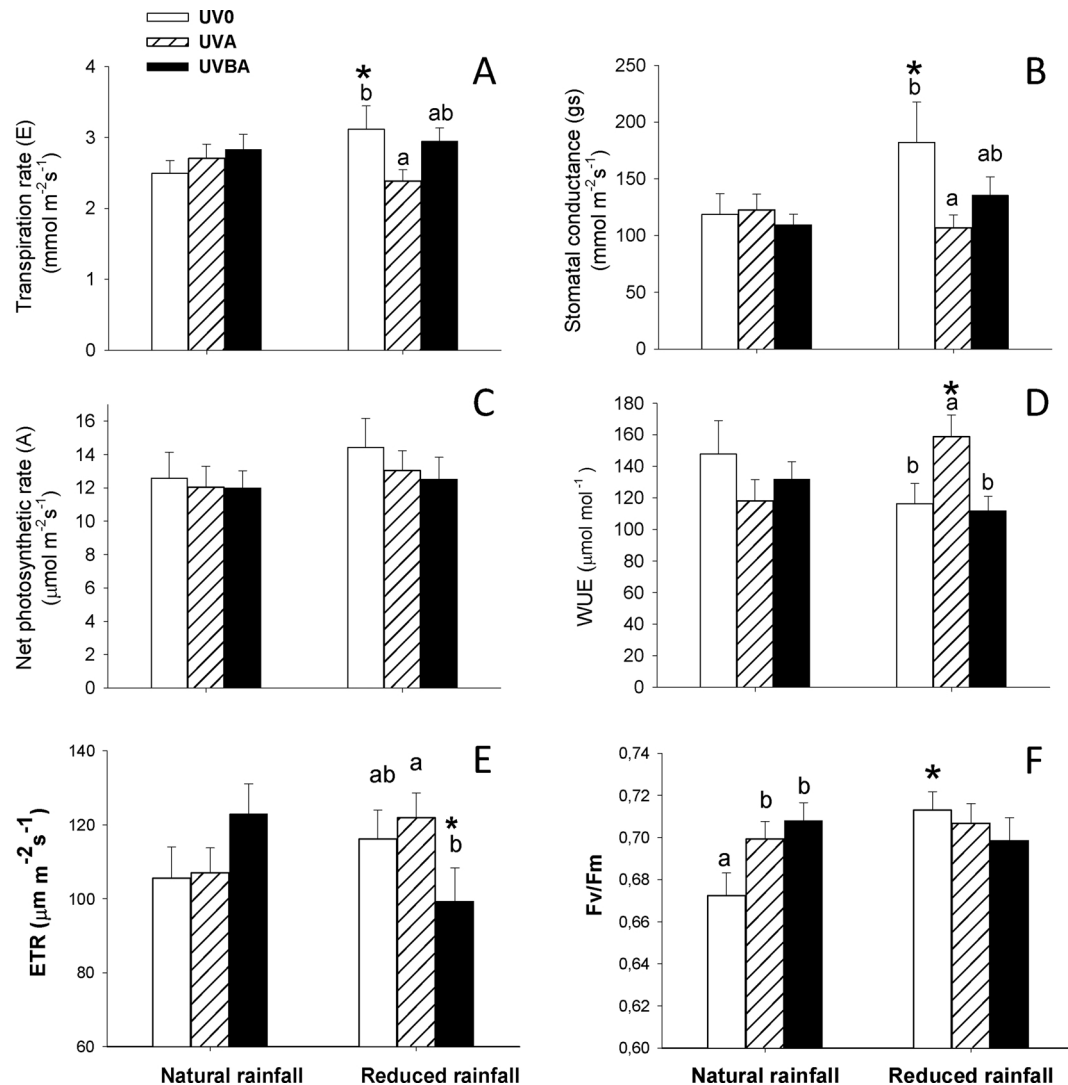 UV0
UVA
UVBA
A
Transpiration rate (E)
(mmol m⁻²s⁻¹)
4
3
2
1
0
*
b
a
ab
B
Stomatal conductance (gs)
(mmol m⁻²s⁻¹)
250
200
150
100
50
0
*
b
a
ab
C
Net photosynthetic rate (A)
(μmol m⁻²s⁻¹)
16
14
12
10
8
6
4
2
0
D
WUE (μmol mol⁻¹)
180
160
140
120
100
80
60
40
20
0
b
*
a
b
E
ETR (μm m⁻²s⁻¹)
140
120
100
80
60
ab
a
*
b
Natural rainfall
Reduced rainfall
F
Fv/Fm
0,74
0,72
0,70
0,68
0,66
0,64
0,62
0,60
a
b
b
*
Natural rainfall
Reduced rainfall